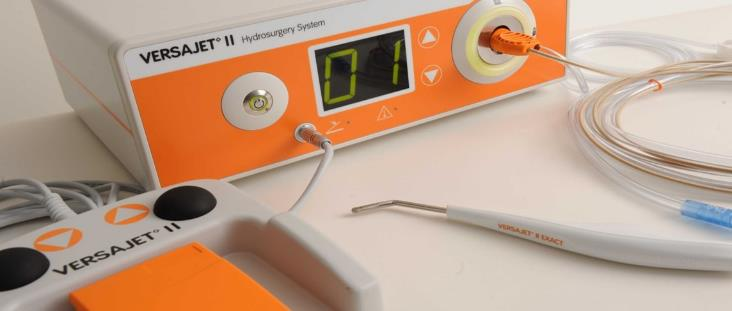 VERSAJET° II Hydrosurgery System
01
VERSAJET° II
VERSAJET° II EXACT